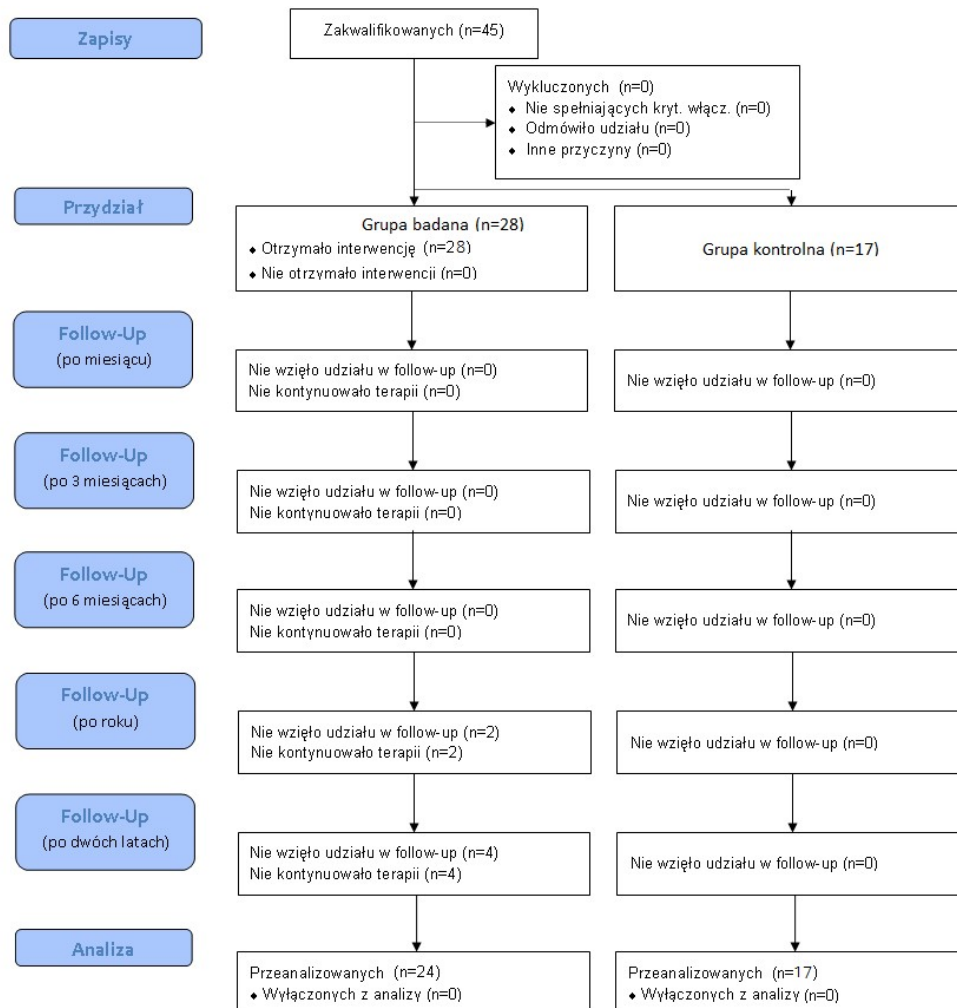 Zapisy
Zakwalifikowanych (n=45)
Wykluczonych (n=0)
♦ Nie spełniających kryt. włącz. (n=0)
♦ Odmówiło udziału (n=0)
♦ Inne przyczyny (n=0)
Przydział
Grupa badana (n=28)
♦ Otrzymało interwencję (n=28)
♦ Nie otrzymało interwencji (n=0)
Grupa kontrolna (n=17)
Follow-Up
(po miesiącu)
Nie wzięło udziału w follow-up (n=0)
Nie kontynuowało terapii (n=0)
Nie wzięło udziału w follow-up (n=0)
Follow-Up
(po 3 miesiącach)
Nie wzięło udziału w follow-up (n=0)
Nie kontynuowało terapii (n=0)
Nie wzięło udziału w follow-up (n=0)
Follow-Up
(po 6 miesiącach)
Nie wzięło udziału w follow-up (n=0)
Nie kontynuowało terapii (n=0)
Nie wzięło udziału w follow-up (n=0)
Follow-Up
(po roku)
Nie wzięło udziału w follow-up (n=2)
Nie kontynuowało terapii (n=2)
Nie wzięło udziału w follow-up (n=0)
Follow-Up
(po dwóch latach)
Nie wzięło udziału w follow-up (n=4)
Nie kontynuowało terapii (n=4)
Nie wzięło udziału w follow-up (n=0)
Analiza
Przeanalizowanych (n=24)
♦ Wyłączonych z analizy (n=0)
Przeanalizowanych (n=17)
♦ Wyłączonych z analizy (n=0)